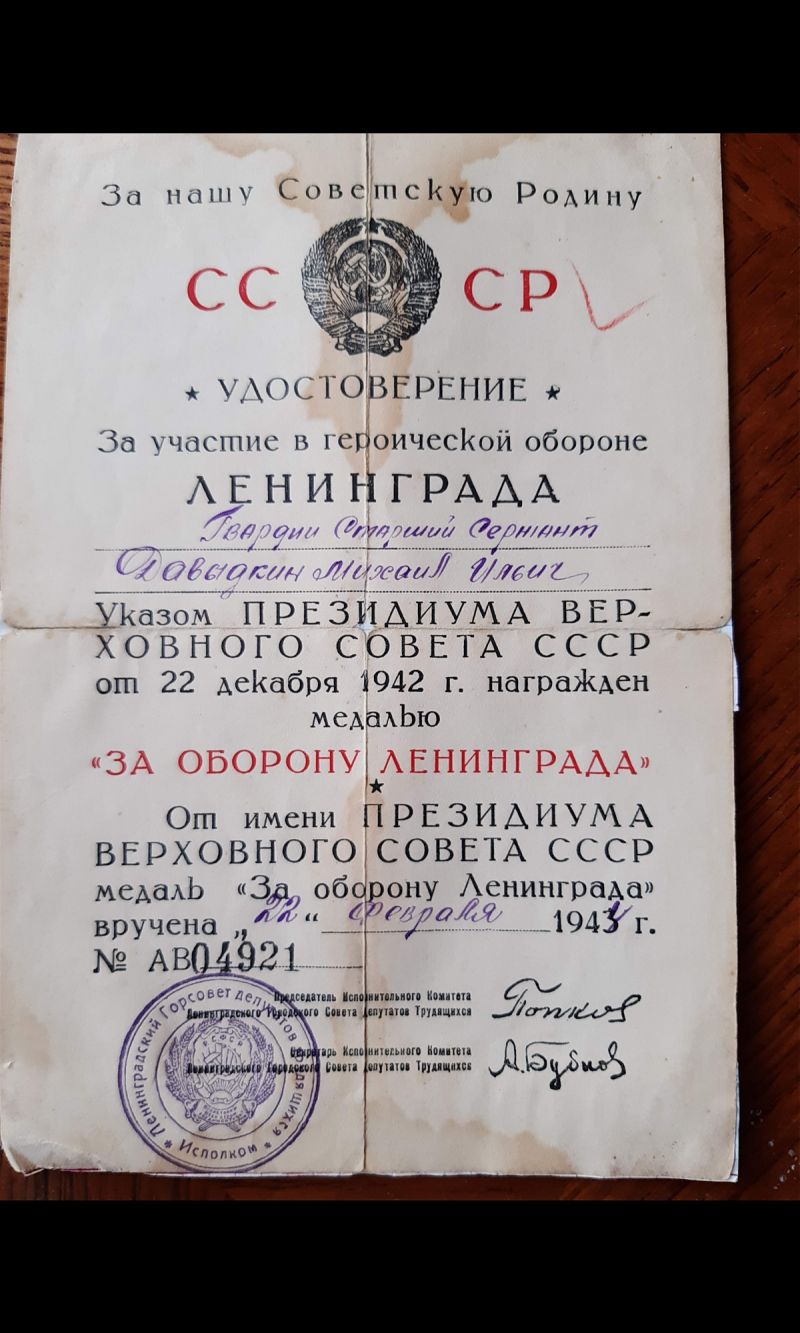 За нашу Советскую Родину
СС СР
★ УДОСТОВЕРЕНИЕ ★
За участие в героической обороне
ЛЕНИНГРАДА
Гвардии Старший Сержант
Давыдкин Михаил Ильич
Указом ПРЕЗИДИУМА ВЕР-
ХОВНОГО СОВЕТА СССР
от 22 декабря 1942 г. награжден
медалью
«ЗА ОБОРОНУ ЛЕНИНГРАДА»
★
От имени ПРЕЗИДИУМА
ВЕРХОВНОГО СОВЕТА СССР
медаль «За оборону Ленинграда»
вручена „22“ февраля 1944 г.
№ АВ04921
Председатель Исполнительного Комитета
Ленинградского Городского Совета Депутатов Трудящихся
Попков
Секретарь Исполнительного Комитета
Ленинградского Городского Совета Депутатов Трудящихся
А.Бубнов
Ленинградский Горсовет депутатов трудящихся
★ Исполком ★
РСФСР